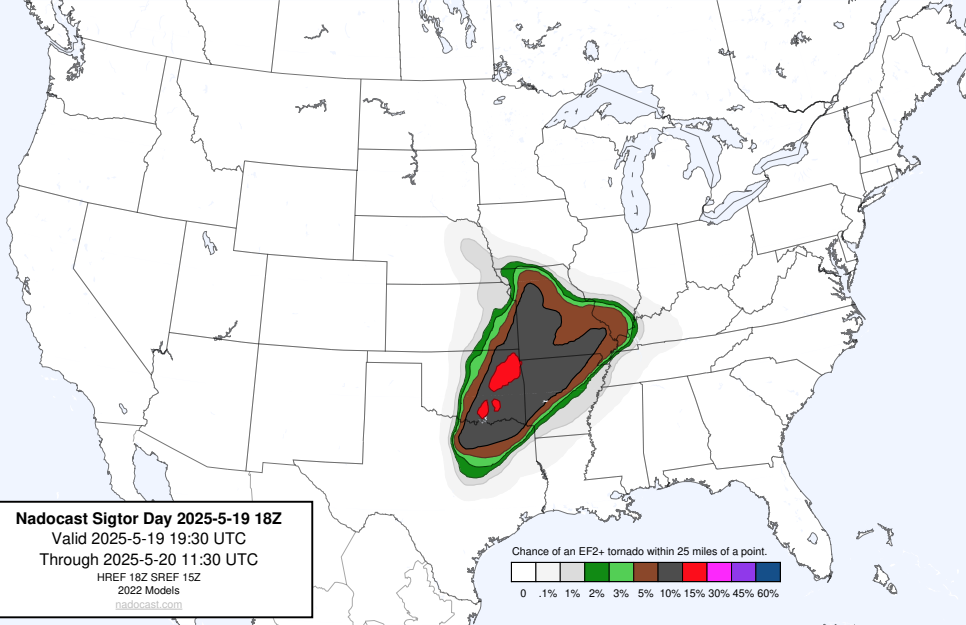 Nadocast Sigtor Day 2025-5-19 18Z
Valid 2025-5-19 19:30 UTC
Through 2025-5-20 11:30 UTC
HREF 18Z SREF 15Z
2022 Models
nadocast.com
Chance of an EF2+ tornado within 25 miles of a point.
0 .1% 1% 2% 3% 5% 10% 15% 30% 45% 60%